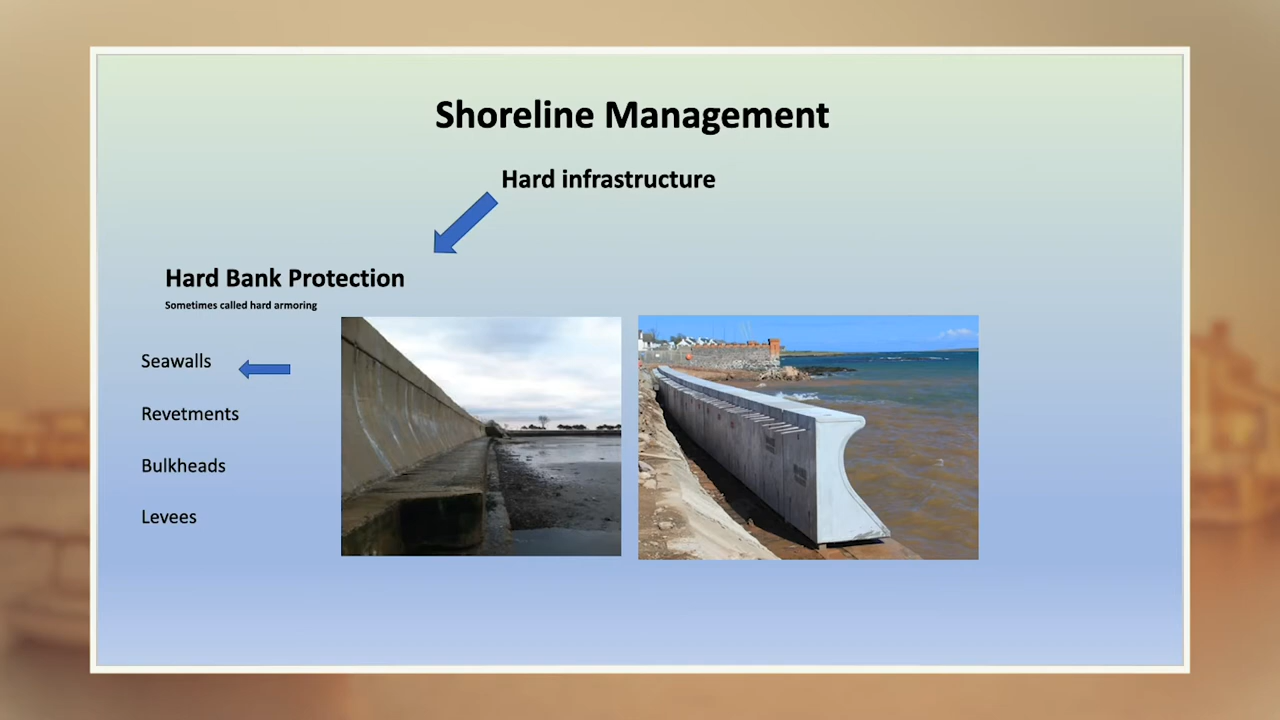 Shoreline Management
Hard infrastructure
Hard Bank Protection
Sometimes called hard armoring
Seawalls
Revetments
Bulkheads
Levees